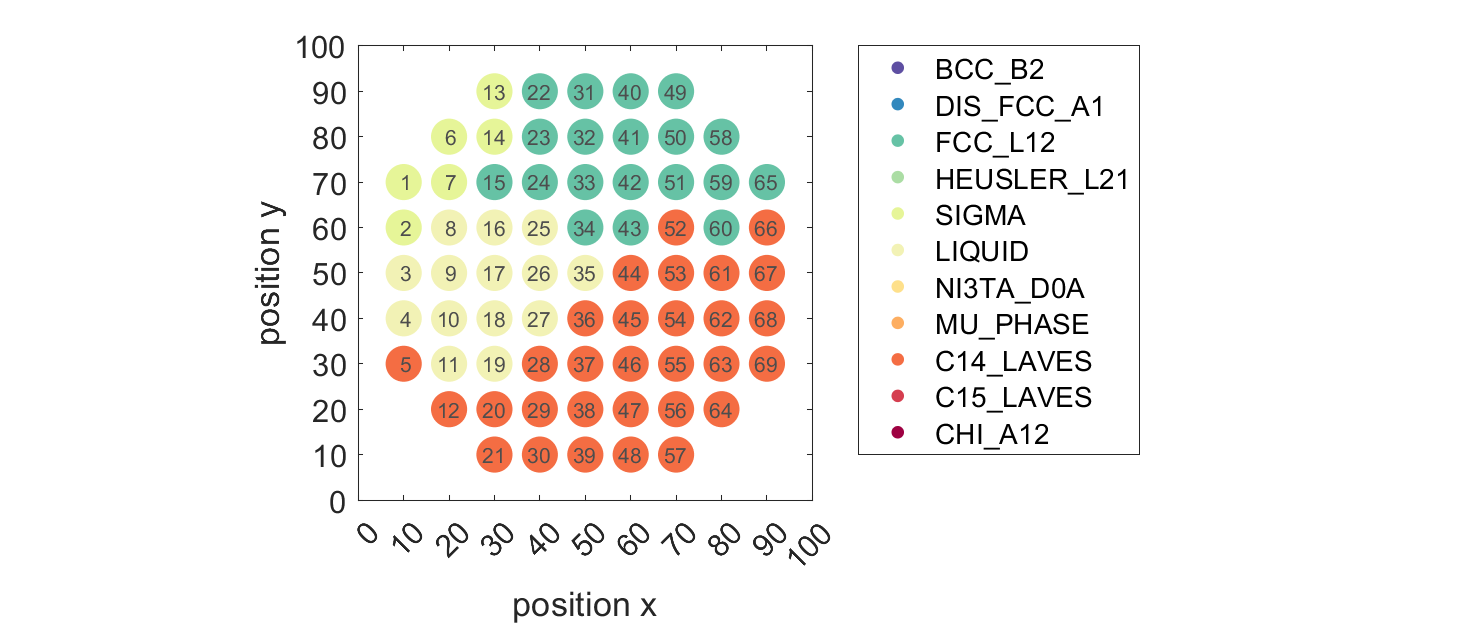 100
90 13 22 31 40 49
80 6 14 23 32 41 50 58
70 1 7 15 24 33 42 51 59 65
60 2 8 16 25 34 43 52 60 66
50 3 9 17 26 35 44 53 61 67
40 4 10 18 27 36 45 54 62 68
30 5 11 19 28 37 46 55 63 69
20 12 20 29 38 47 56 64
10 21 30 39 48 57
0
0 10 20 30 40 50 60 70 80 90 100
position x
position y
BCC_B2
DIS_FCC_A1
FCC_L12
HEUSLER_L21
SIGMA
LIQUID
NI3TA_D0A
MU_PHASE
C14_LAVES
C15_LAVES
CHI_A12